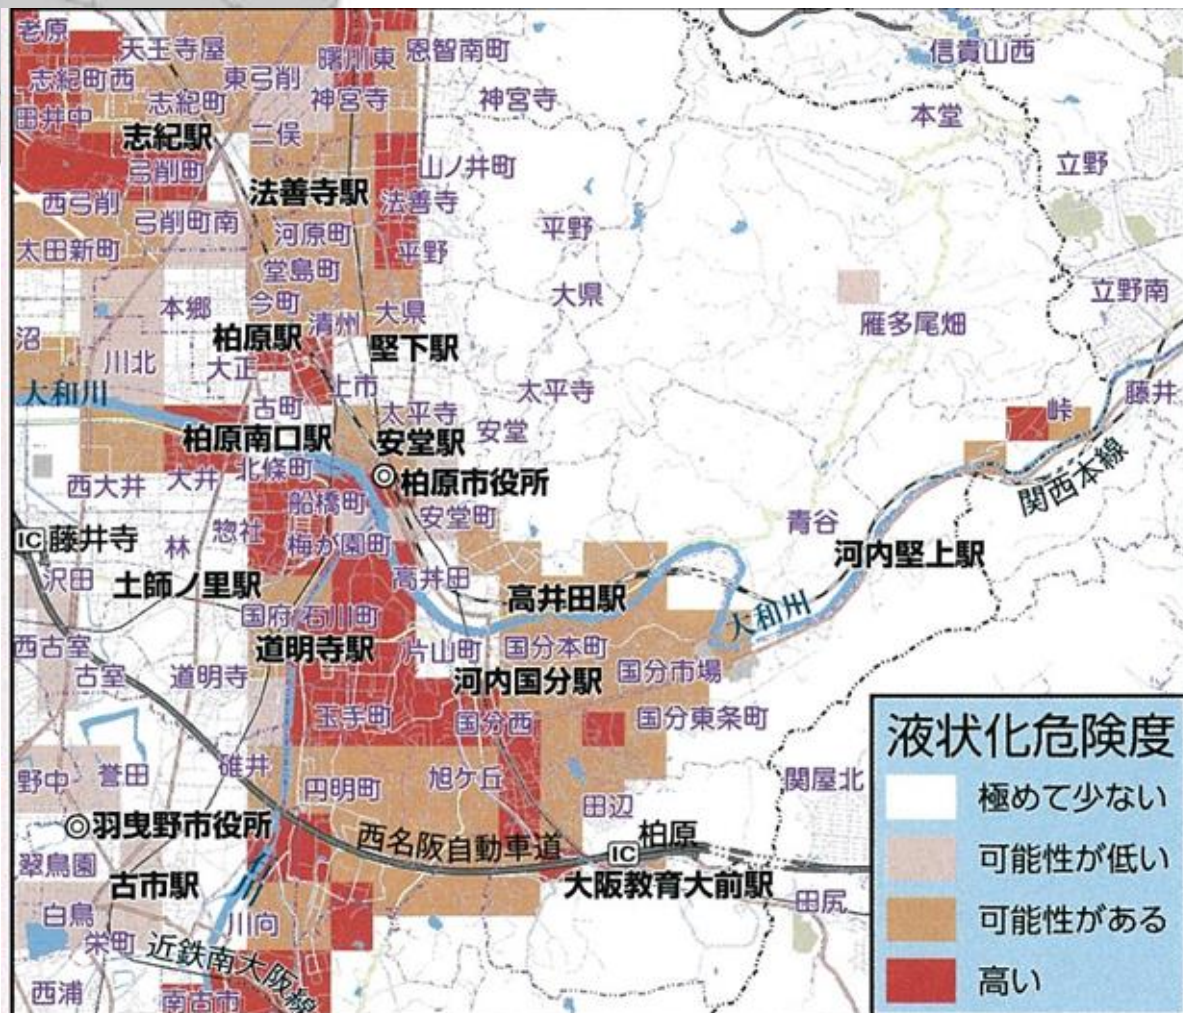 老原
天王寺屋
曙川東
恩智南町
信貴山西
志紀町西
東弓削
志紀町
神宮寺
神宮寺
本堂
田井中
志紀駅
二俣
立野
弓削町
山ノ井町
西弓削
法善寺駅
法善寺
弓削町南
河原町
平野
太田新町
平野
堂島町
立野南
本郷
今町
清州
大県
大県
雁多尾畑
沼
柏原駅
堅下駅
川北
大正
上市
太平寺
藤井
大和川
古町
太平寺
峠
柏原南口駅
安堂駅
安堂
西大井
大井
北條町
柏原市役所
関西本線
船橋町
安堂町
青谷
IC 藤井寺
惣社
林
梅が園町
河内堅上駅
沢田
土師ノ里駅
高井田
高井田駅
大和川
国府
石川町
西古室
道明寺駅
片山町
国分本町
古室
道明寺
河内国分駅
国分市場
玉手町
国分西
国分東条町
野中
誉田
碓井
円明町
旭ケ丘
田辺
関屋北
羽曳野市役所
西名阪自動車道
IC
柏原
翠鳥園
古市駅
大阪教育大前駅
田尻
白鳥
栄町
川向
近鉄南大阪線
西浦
南古市
液状化危険度
極めて少ない
可能性が低い
可能性がある
高い